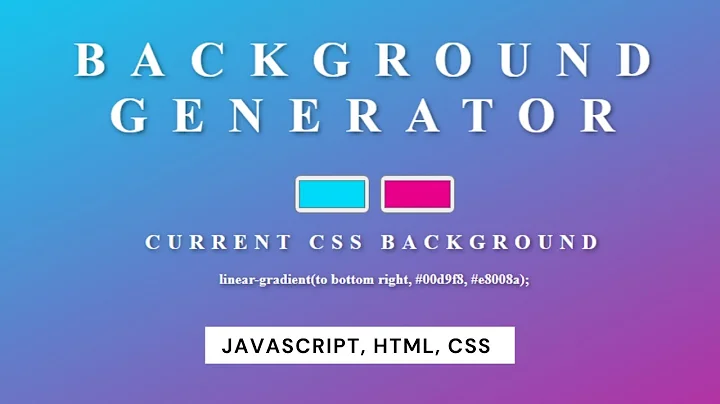 BACKGROUND
GENERATOR
CURRENT CSS BACKGROUND
linear-gradient(to bottom right, #00d9f8, #e8008a);
JAVASCRIPT, HTML, CSS